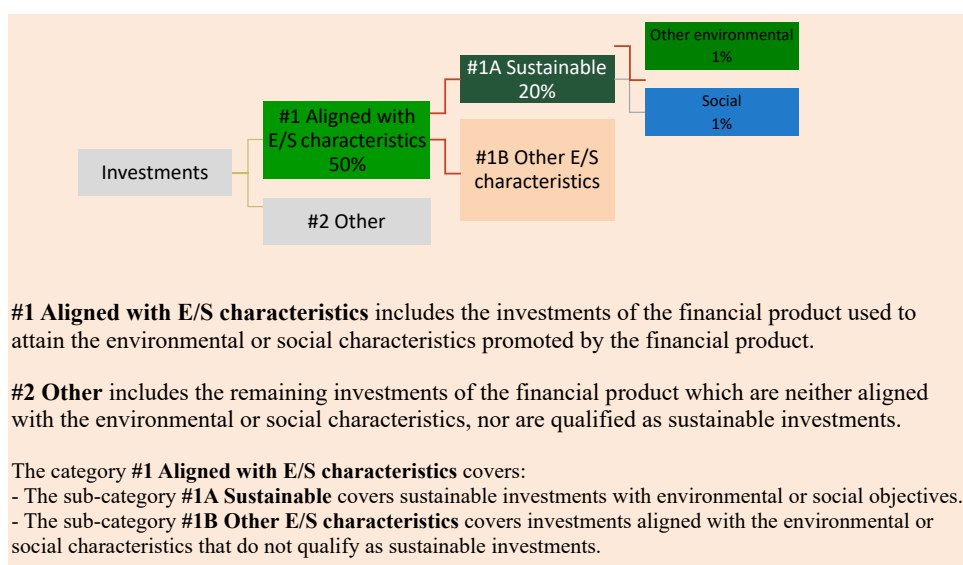 Other environmental
1%
#1A Sustainable
20%
Social
1%
#1 Aligned with
E/S characteristics
50%
#1B Other E/S
characteristics
Investments
#2 Other
#1 Aligned with E/S characteristics includes the investments of the financial product used to
attain the environmental or social characteristics promoted by the financial product.
#2 Other includes the remaining investments of the financial product which are neither aligned
with the environmental or social characteristics, nor are qualified as sustainable investments.
The category #1 Aligned with E/S characteristics covers:
- The sub-category #1A Sustainable covers sustainable investments with environmental or social objectives.
- The sub-category #1B Other E/S characteristics covers investments aligned with the environmental or
social characteristics that do not qualify as sustainable investments.